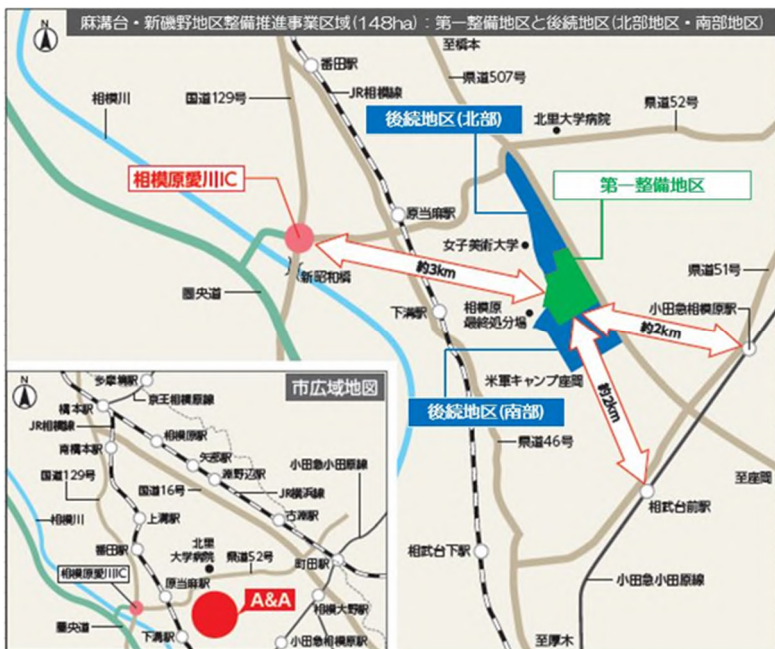 麻溝台・新磯野地区整備推進事業区域(148ha):第一整備地区と後続地区(北部地区・南部地区)
N
至橋本
番田駅
県道507号
JR相模線
相模川
国道129号
県道52号
後続地区(北部)
北里大学病院
相模原愛川IC
第一整備地区
原当麻駅
女子美術大学
県道51号
約3km
新昭和橋
圏央道
下溝駅
相模原
最終処分場
小田急相模原駅
約2km
米軍キャンプ座間
約2km
後続地区(南部)
県道46号
至座間
相武台前駅
相武台下駅
小田急小田原線
至厚木
N
市広域地図
多摩境駅
京王相模原線
橋本駅
JR相模線
相模原駅
南橋本駅
矢部駅
淵野辺駅
小田急小田原線
国道129号
国道16号
JR横浜線
相模川
上溝駅
古淵駅
番田駅
北里
大学病院
県道52号
町田駅
相模原愛川IC
原当麻駅
A&A
相模大野駅
圏央道
下溝駅
小田急相模原駅